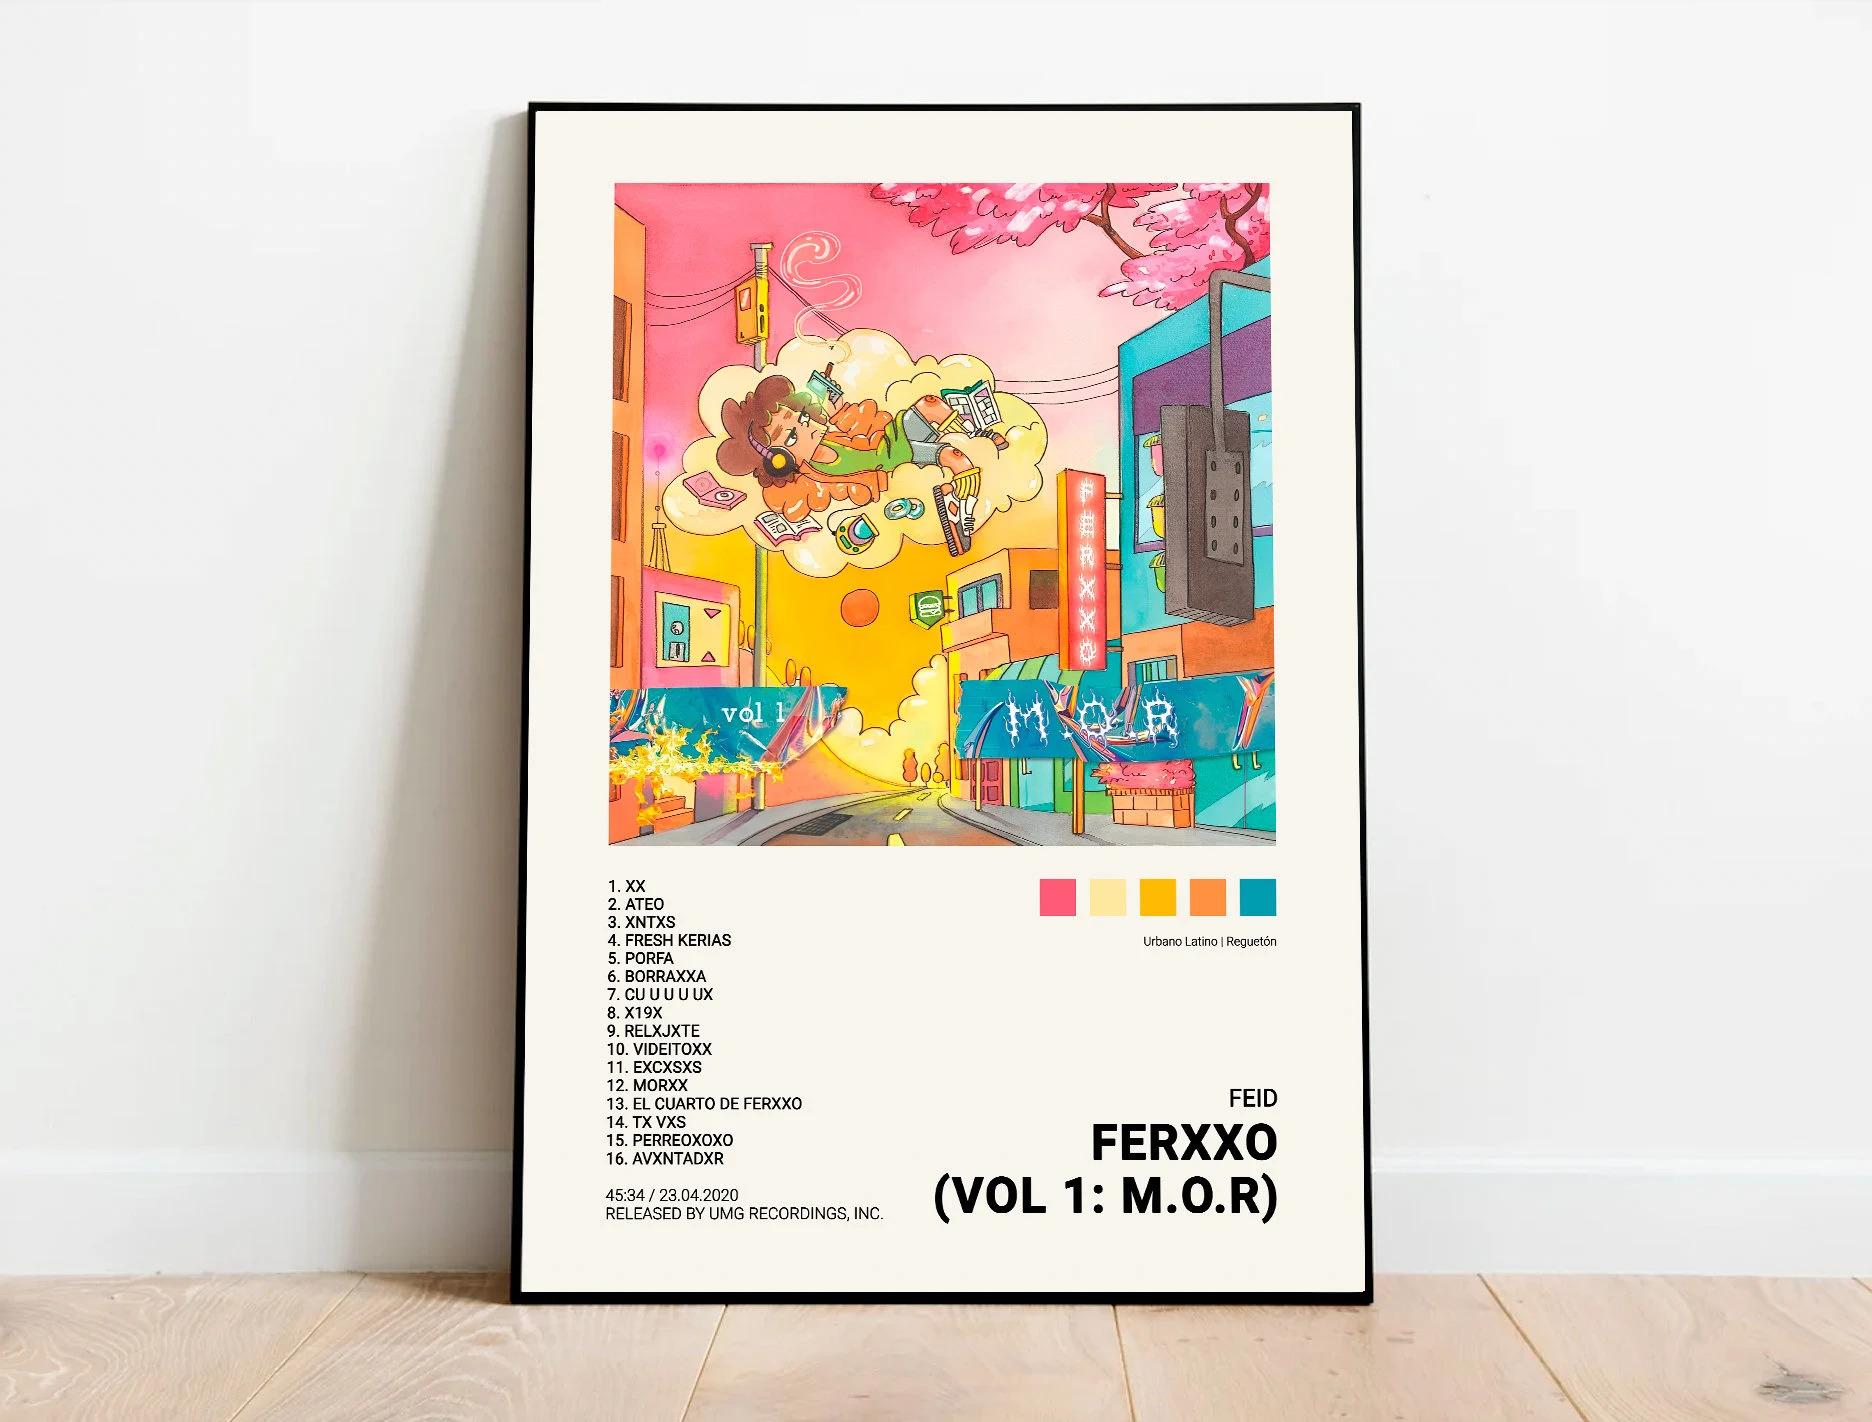 FERXXO
vol 1
M.O.R
1. XX
2. ATEO
3. XNTXS
4. FRESH KERIAS
5. PORFA
6. BORRAXXA
7. CU U U U UX
8. X19X
9. RELXJXTE
10. VIDEITOXX
11. EXCXSXS
12. MORXX
13. EL CUARTO DE FERXXO
14. TX VXS
15. PERREOXOXO
16. AVXNTADXR
45:34 / 23.04.2020
RELEASED BY UMG RECORDINGS, INC.
Urbano Latino | Reguetón
FEID
FERXXO
(VOL 1: M.O.R)